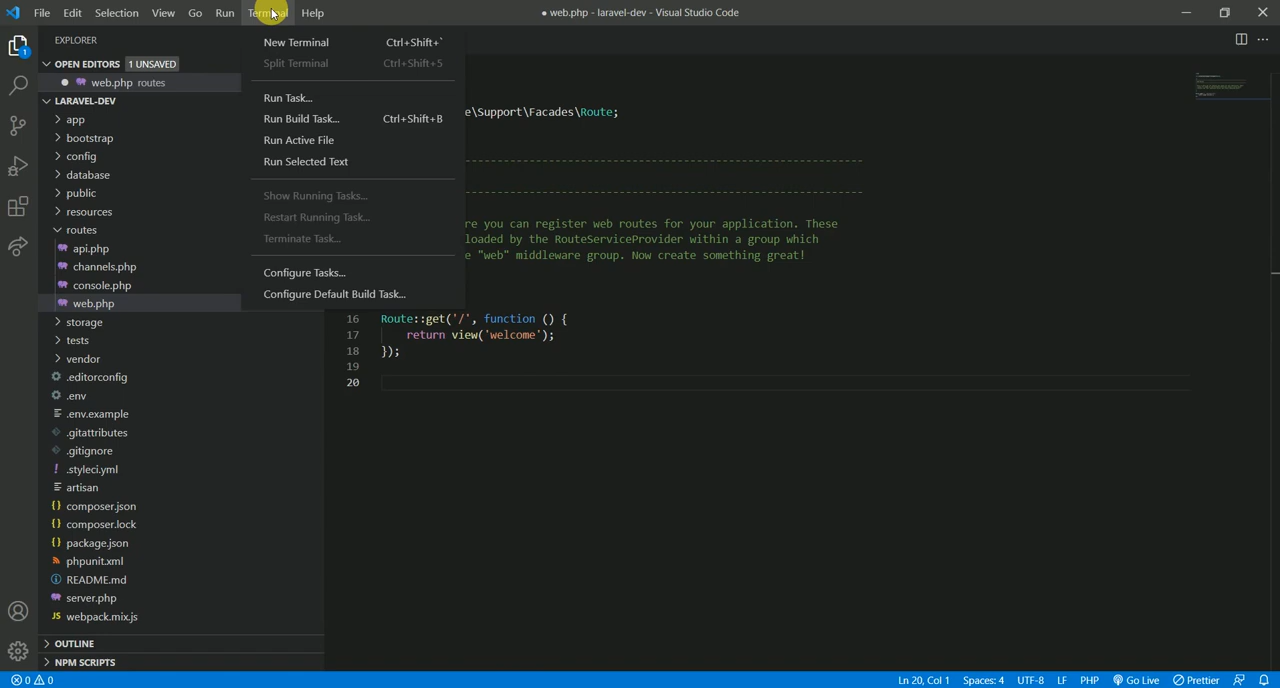 File Edit Selection View Go Run Terminal Help
● web.php - laravel-dev - Visual Studio Code
EXPLORER
OPEN EDITORS 1 UNSAVED
web.php routes
LARAVEL-DEV
app
bootstrap
config
database
public
resources
routes
api.php
channels.php
console.php
web.php
storage
tests
vendor
.editorconfig
.env
.env.example
.gitattributes
.gitignore
.styleci.yml
artisan
{} composer.json
{} composer.lock
{} package.json
phpunit.xml
README.md
server.php
JS webpack.mix.js
OUTLINE
NPM SCRIPTS
1
New Terminal Ctrl+Shift+`
Split Terminal Ctrl+Shift+5
Run Task...
Run Build Task... Ctrl+Shift+B
Run Active File
Run Selected Text
Show Running Tasks...
Restart Running Task...
Terminate Task...
Configure Tasks...
Configure Default Build Task...
e\Support\Facades\Route;
--------------------------------------------------------------
--------------------------------------------------------------
re you can register web routes for your application. These
loaded by the RouteServiceProvider within a group which
e "web" middleware group. Now create something great!
16 Route::get('/', function () {
17 return view('welcome');
18 });
19
20
0 0
Ln 20, Col 1 Spaces: 4 UTF-8 LF PHP Go Live Prettier